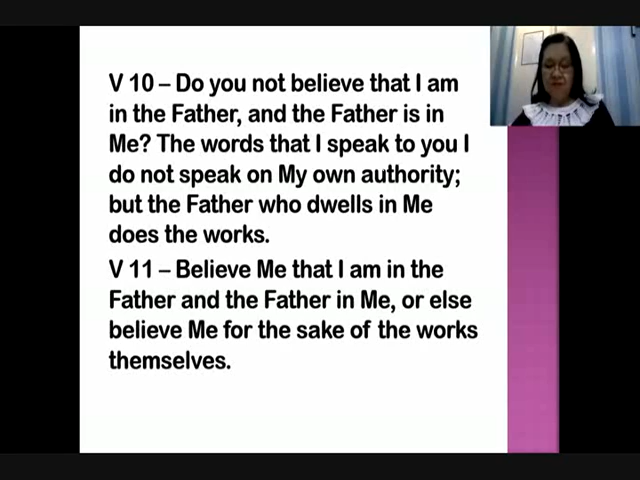 V 10 – Do you not believe that I am
in the Father, and the Father is in
Me? The words that I speak to you I
do not speak on My own authority;
but the Father who dwells in Me
does the works.
V 11 – Believe Me that I am in the
Father and the Father in Me, or else
believe Me for the sake of the works
themselves.